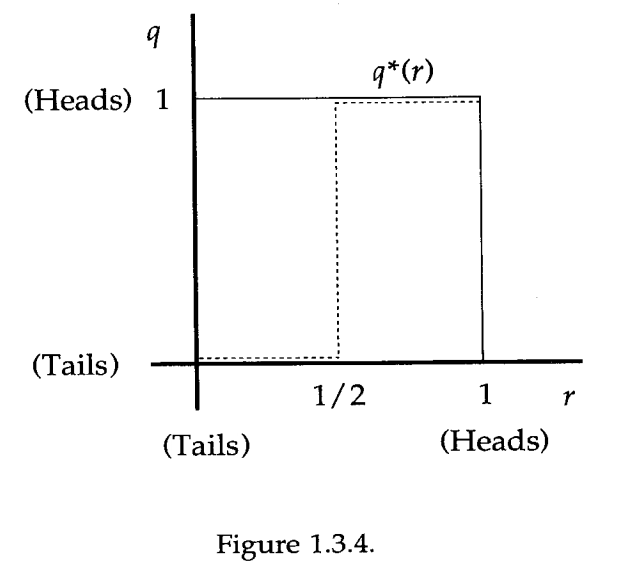 q
q*(r)
(Heads) 1
(Tails)
1/2 1 r
(Tails) (Heads)
Figure 1.3.4.